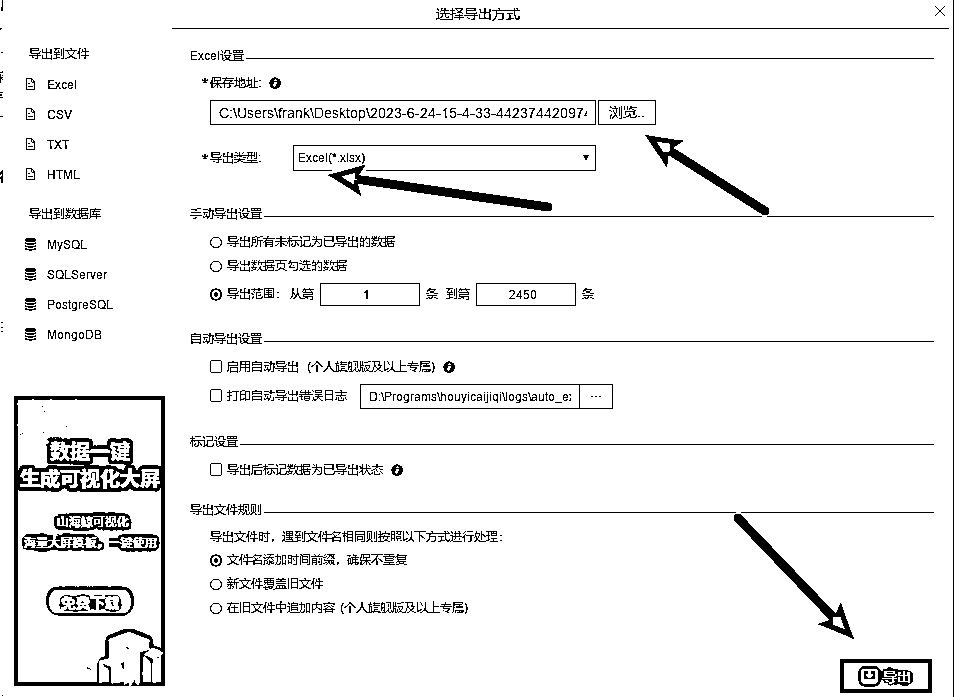 选择导出方式
导出到文件
Excel
CSV
TXT
HTML
导出到数据库
MySQL
SQLServer
PostgreSQL
MongoDB
数据一键
生成可视化大屏
山海鲸可视化
海量大屏模板，一键使用
免费下载
Excel设置
*保存地址:
C:\Users\frank\Desktop\2023-6-24-15-4-33-44237442097 浏览..
*导出类型: Excel(*.xlsx)
手动导出设置
导出所有未标记为已导出的数据
导出数据页勾选的数据
导出范围: 从第 1 条 到第 2450 条
自动导出设置
启用自动导出 (个人旗舰版及以上专属)
打印自动导出错误日志 D:\Programs\houyicaijiqi\logs\auto_e: ...
标记设置
导出后标记数据为已导出状态
导出文件规则
导出文件时，遇到文件名相同则按照以下方式进行处理:
文件名添加时间前缀，确保不重复
新文件覆盖旧文件
在旧文件中追加内容 (个人旗舰版及以上专属)
导出